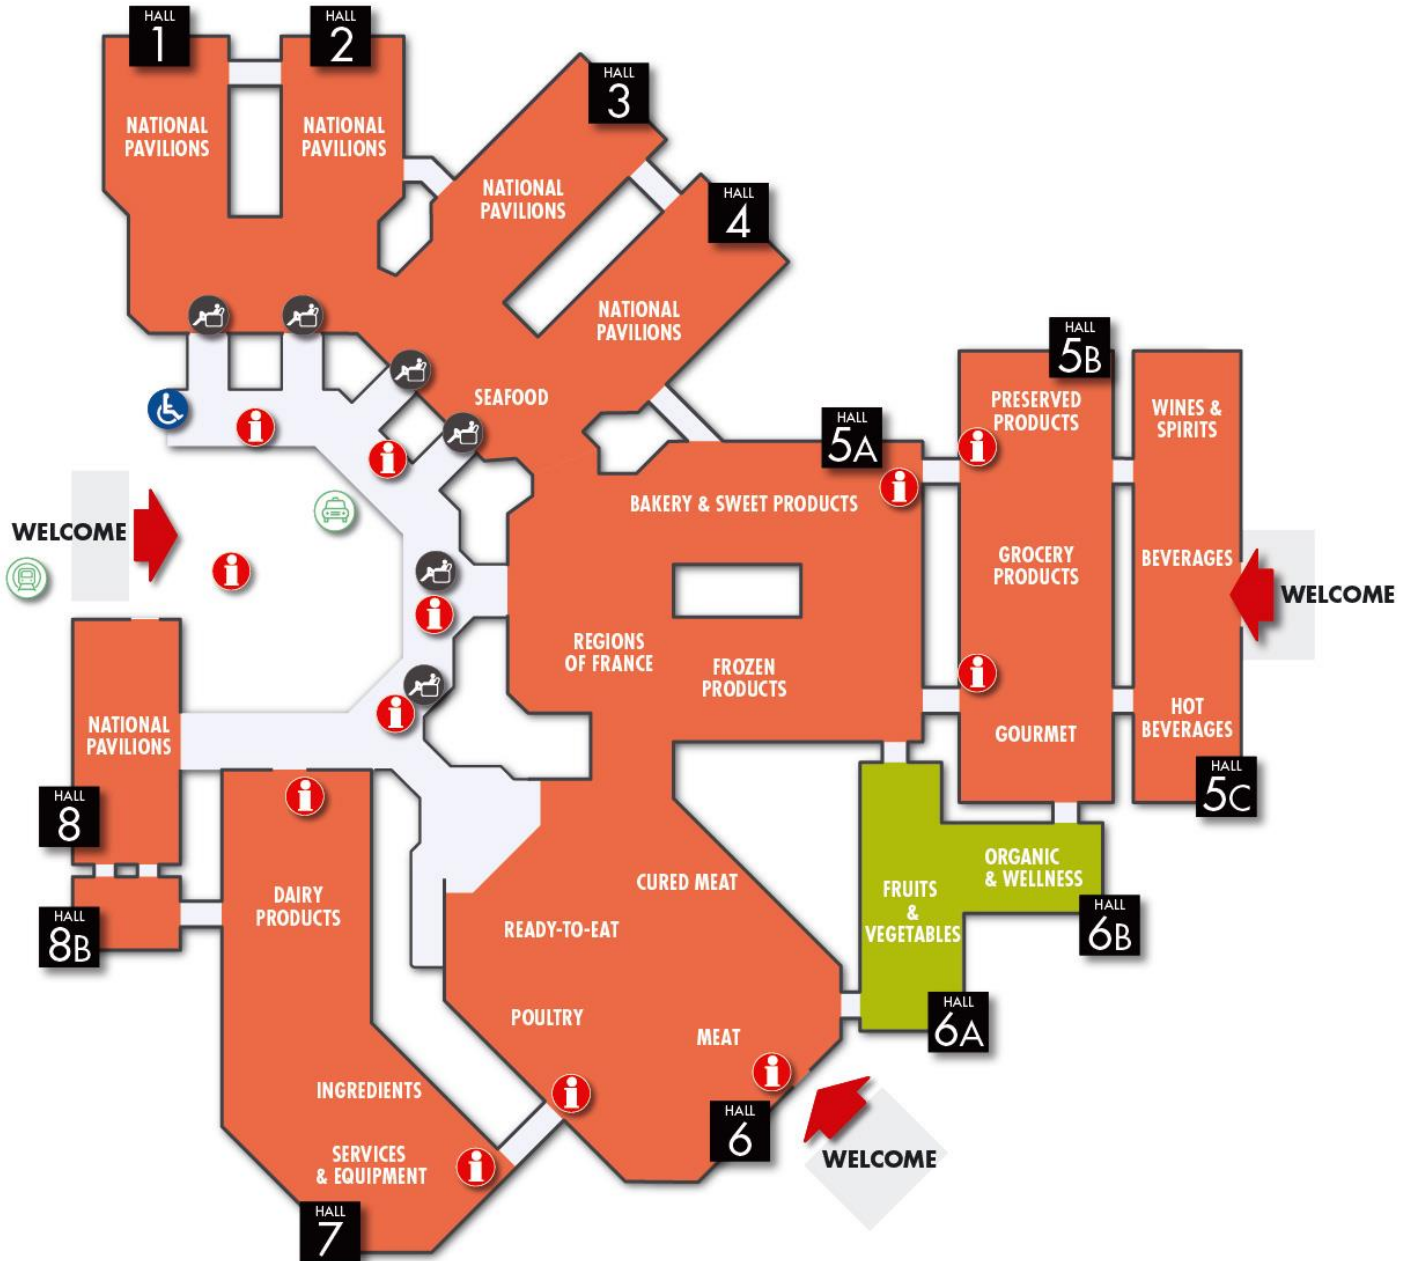 HALL
1
HALL
2
HALL
3
HALL
4
NATIONAL
PAVILIONS
NATIONAL
PAVILIONS
NATIONAL
PAVILIONS
NATIONAL
PAVILIONS
SEAFOOD
HALL
5A
HALL
5B
PRESERVED
PRODUCTS
WINES &
SPIRITS
BAKERY & SWEET PRODUCTS
WELCOME
GROCERY
PRODUCTS
BEVERAGES
WELCOME
REGIONS
OF FRANCE
FROZEN
PRODUCTS
NATIONAL
PAVILIONS
GOURMET
HOT
BEVERAGES
HALL
5C
HALL
8
HALL
8B
DAIRY
PRODUCTS
CURED MEAT
READY-TO-EAT
FRUITS
&
VEGETABLES
ORGANIC
& WELLNESS
HALL
6B
POULTRY
MEAT
HALL
6A
INGREDIENTS
SERVICES
& EQUIPMENT
HALL
6
WELCOME
HALL
7